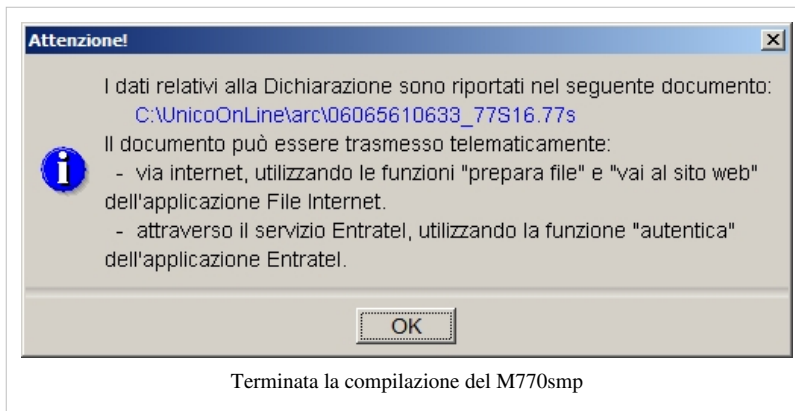 Attenzione!
I dati relativi alla Dichiarazione sono riportati nel seguente documento:
C:\UnicoOnLine\arc\06065610633_77S16.77s
Il documento può essere trasmesso telematicamente:
- via internet, utilizzando le funzioni "prepara file" e "vai al sito web"
dell'applicazione File Internet.
- attraverso il servizio Entratel, utilizzando la funzione "autentica"
dell'applicazione Entratel.
OK
Terminata la compilazione del M770smp